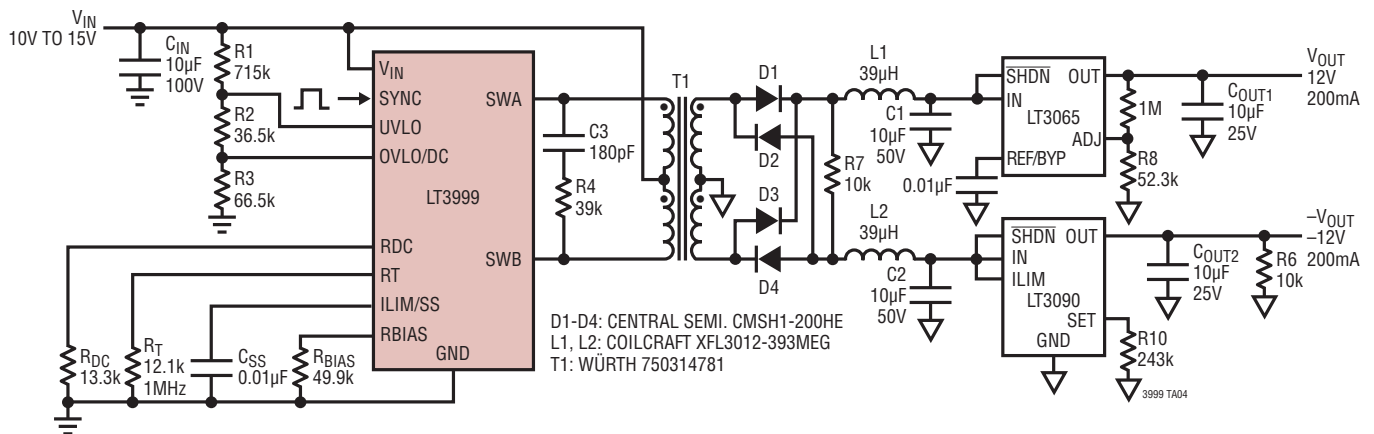 VIN
10V TO 15V
CIN
10µF
100V
R1
715k
R2
36.5k
R3
66.5k
VIN
SYNC
UVLO
OVLO/DC
LT3999
RDC
RT
ILIM/SS
RBIAS
GND
SWA
SWB
RDC
13.3k
RT
12.1k
1MHz
CSS
0.01µF
RBIAS
49.9k
C3
180pF
R4
39k
T1
D1
D2
D3
D4
R7
10k
L1
39µH
C1
10µF
50V
L2
39µH
C2
10µF
50V
SHDN OUT
IN
LT3065
ADJ
REF/BYP
0.01µF
1M
R8
52.3k
COUT1
10µF
25V
VOUT
12V
200mA
SHDN OUT
IN
ILIM
LT3090
SET
GND
R10
243k
COUT2
10µF
25V
R6
10k
–VOUT
–12V
200mA
D1-D4: CENTRAL SEMI. CMSH1-200HE
L1, L2: COILCRAFT XFL3012-393MEG
T1: WÜRTH 750314781
3999 TA04